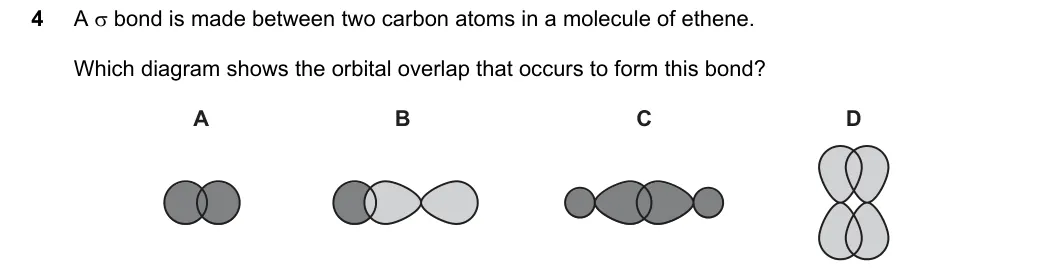 4 A σ bond is made between two carbon atoms in a molecule of ethene.
Which diagram shows the orbital overlap that occurs to form this bond?
A B C D